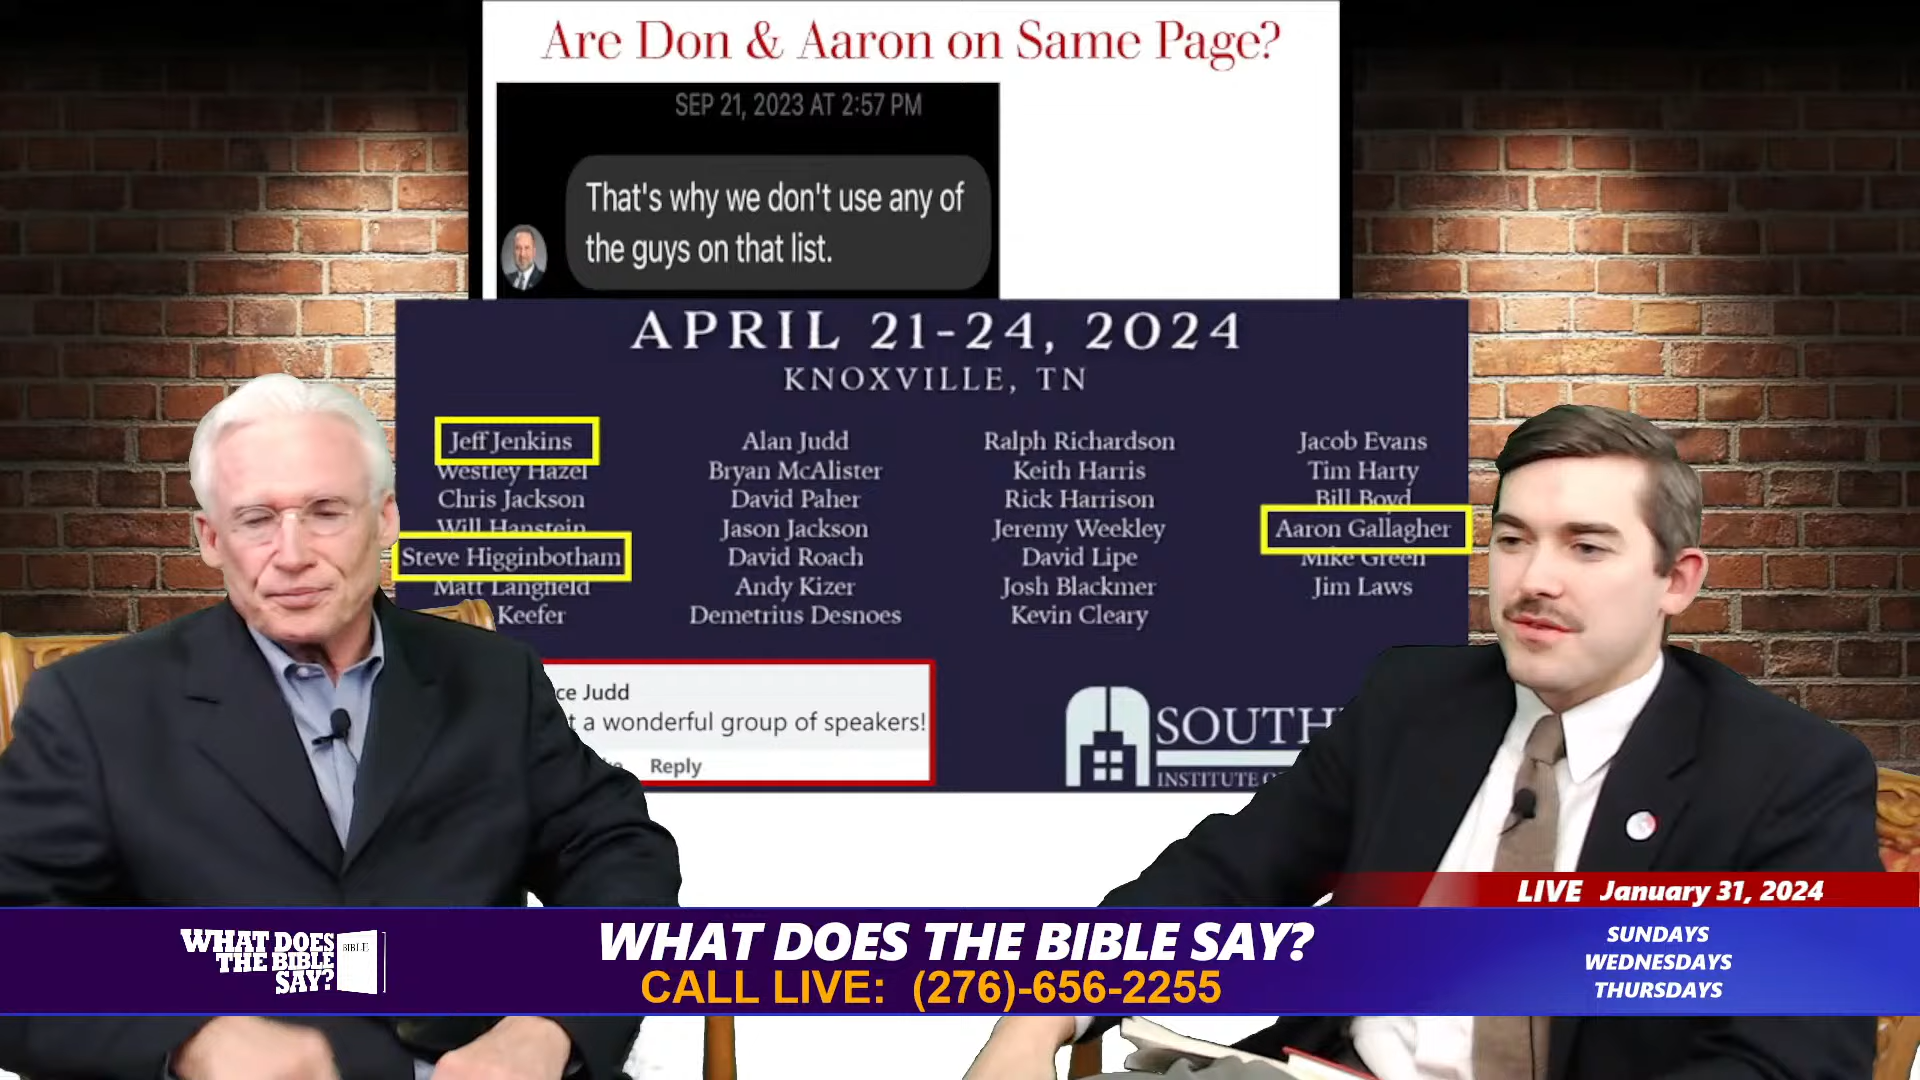 Are Don & Aaron on Same Page?
SEP 21, 2023 AT 2:57 PM
That's why we don't use any of
the guys on that list.
APRIL 21-24, 2024
KNOXVILLE, TN
Jeff Jenkins
Westley Hazel
Chris Jackson
Will Hanstein
Steve Higginbotham
Matt Langfield
Keefer
Alan Judd
Bryan McAlister
David Paher
Jason Jackson
David Roach
Andy Kizer
Demetrius Desnoes
Ralph Richardson
Keith Harris
Rick Harrison
Jeremy Weekley
David Lipe
Josh Blackmer
Kevin Cleary
Jacob Evans
Tim Harty
Bill Boyd
Aaron Gallagher
Mike Green
Jim Laws
Judd
a wonderful group of speakers!
Reply
INSTITUTE
LIVE January 31, 2024
WHAT DOES
THE BIBLE
SAY?
BIBLE
WHAT DOES THE BIBLE SAY?
CALL LIVE: (276)-656-2255
SUNDAYS
WEDNESDAYS
THURSDAYS